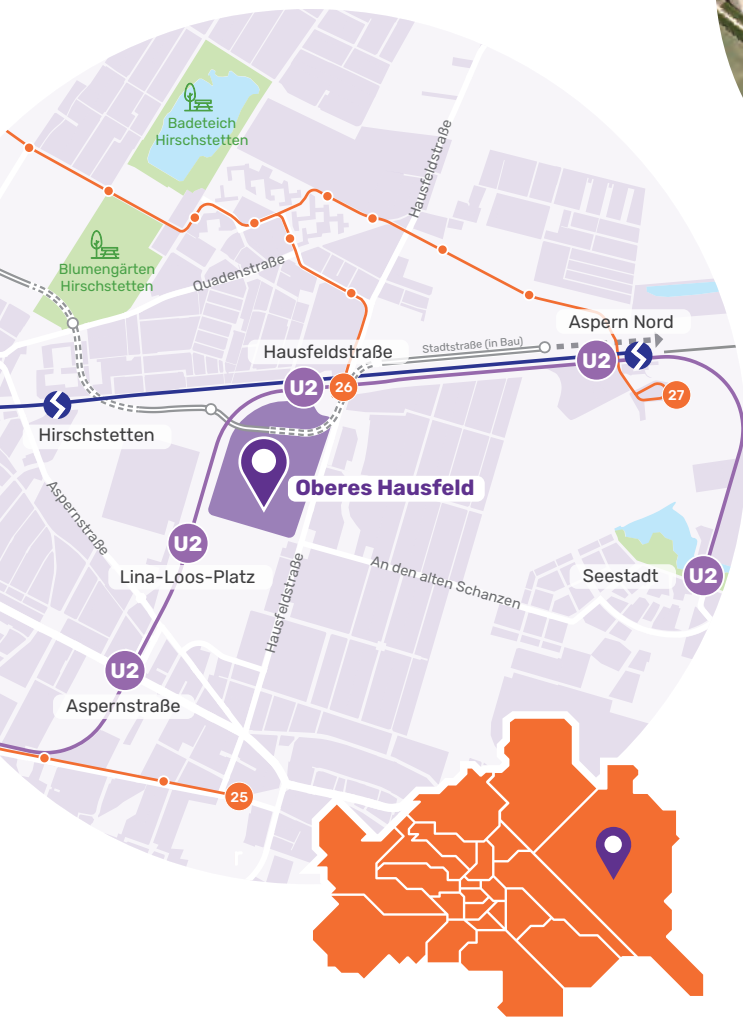 Badeteich
Hirschstetten
Hausfeldstraße
Blumengärten
Hirschstetten
Quadenstraße
Aspern Nord
Hausfeldstraße
Stadtstraße (in Bau)
U2
U2
26
27
Hirschstetten
Oberes Hausfeld
Aspernstraße
U2
Lina-Loos-Platz
An den alten Schanzen
Seestadt
U2
Hausfeldstraße
U2
Aspernstraße
25